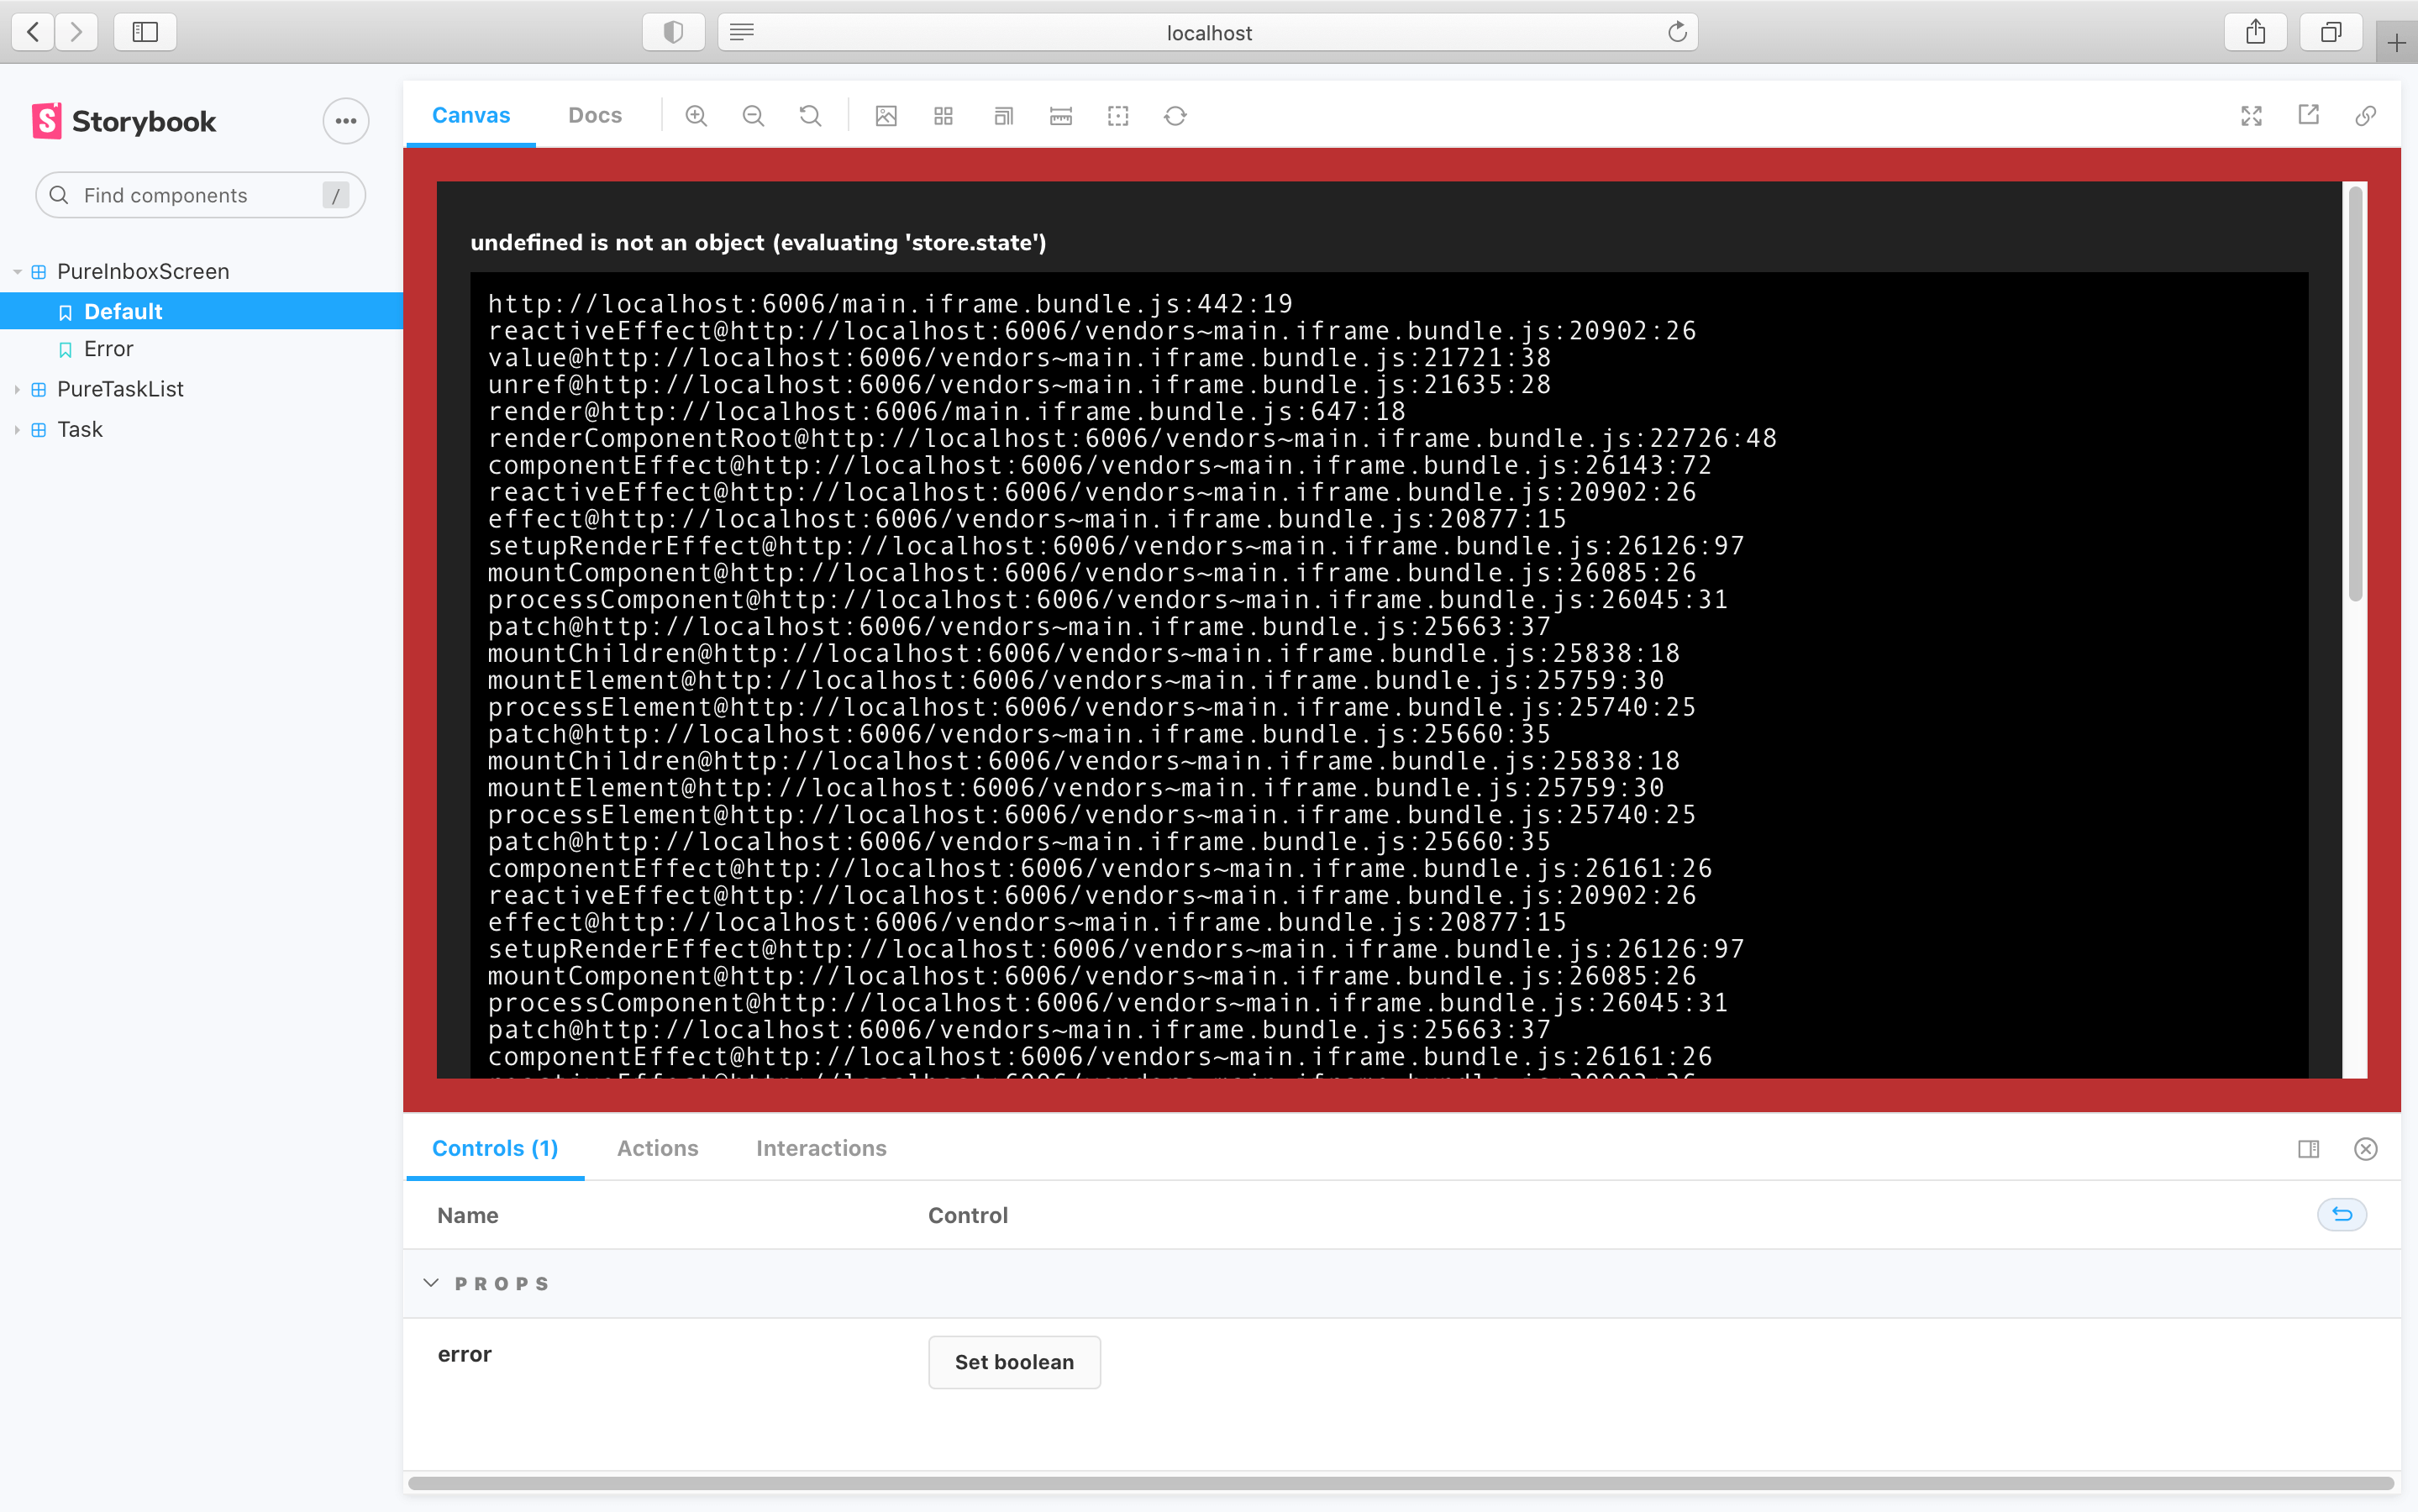 localhost
Storybook
Find components /
PureInboxScreen
Default
Error
PureTaskList
Task
Canvas Docs
undefined is not an object (evaluating 'store.state')
http://localhost:6006/main.iframe.bundle.js:442:19
reactiveEffect@http://localhost:6006/vendors~main.iframe.bundle.js:20902:26
value@http://localhost:6006/vendors~main.iframe.bundle.js:21721:38
unref@http://localhost:6006/vendors~main.iframe.bundle.js:21635:28
render@http://localhost:6006/main.iframe.bundle.js:647:18
renderComponentRoot@http://localhost:6006/vendors~main.iframe.bundle.js:22726:48
componentEffect@http://localhost:6006/vendors~main.iframe.bundle.js:26143:72
reactiveEffect@http://localhost:6006/vendors~main.iframe.bundle.js:20902:26
effect@http://localhost:6006/vendors~main.iframe.bundle.js:20877:15
setupRenderEffect@http://localhost:6006/vendors~main.iframe.bundle.js:26126:97
mountComponent@http://localhost:6006/vendors~main.iframe.bundle.js:26085:26
processComponent@http://localhost:6006/vendors~main.iframe.bundle.js:26045:31
patch@http://localhost:6006/vendors~main.iframe.bundle.js:25663:37
mountChildren@http://localhost:6006/vendors~main.iframe.bundle.js:25838:18
mountElement@http://localhost:6006/vendors~main.iframe.bundle.js:25759:30
processElement@http://localhost:6006/vendors~main.iframe.bundle.js:25740:25
patch@http://localhost:6006/vendors~main.iframe.bundle.js:25660:35
mountChildren@http://localhost:6006/vendors~main.iframe.bundle.js:25838:18
mountElement@http://localhost:6006/vendors~main.iframe.bundle.js:25759:30
processElement@http://localhost:6006/vendors~main.iframe.bundle.js:25740:25
patch@http://localhost:6006/vendors~main.iframe.bundle.js:25660:35
componentEffect@http://localhost:6006/vendors~main.iframe.bundle.js:26161:26
reactiveEffect@http://localhost:6006/vendors~main.iframe.bundle.js:20902:26
effect@http://localhost:6006/vendors~main.iframe.bundle.js:20877:15
setupRenderEffect@http://localhost:6006/vendors~main.iframe.bundle.js:26126:97
mountComponent@http://localhost:6006/vendors~main.iframe.bundle.js:26085:26
processComponent@http://localhost:6006/vendors~main.iframe.bundle.js:26045:31
patch@http://localhost:6006/vendors~main.iframe.bundle.js:25663:37
componentEffect@http://localhost:6006/vendors~main.iframe.bundle.js:26161:26
Controls (1) Actions Interactions
Name Control
PROPS
error Set boolean